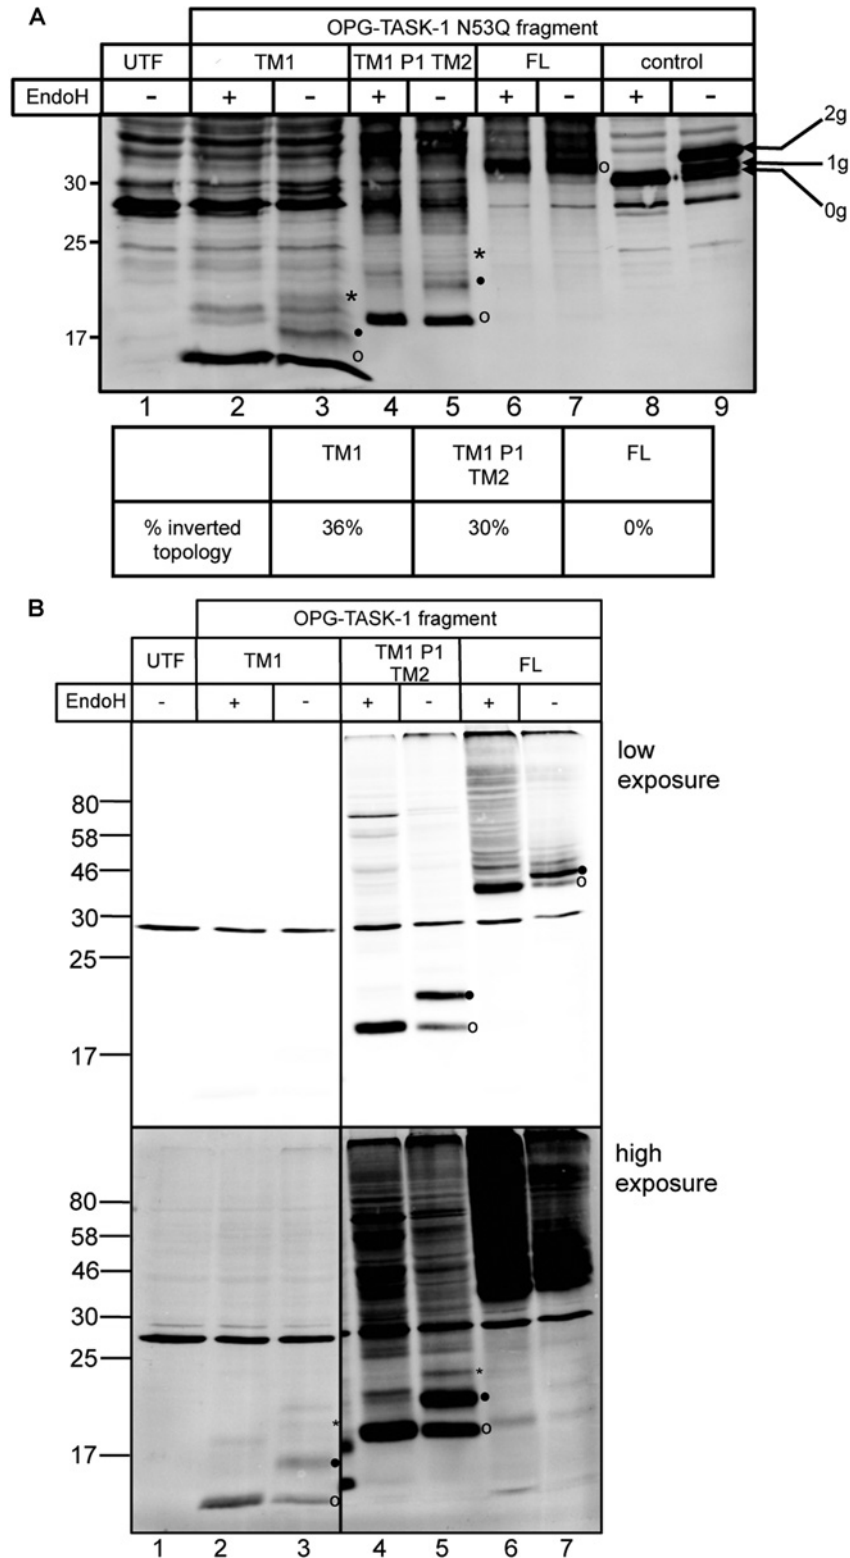 A
OPG-TASK-1 N53Q fragment
UTF TM1 TM1 P1 TM2 FL control
EndoH - + - + - + - + -
2g
1g
0g
30
25
17
* • o * • o o
1 2 3 4 5 6 7 8 9
TM1 TM1 P1 TM2 FL
% inverted topology 36% 30% 0%
B
OPG-TASK-1 fragment
UTF TM1 TM1 P1 TM2 FL
EndoH - + - + - + -
low
exposure
80
58
46
30
25
17
• o • o
high
exposure
80
58
46
30
25
17
* • o * • o
1 2 3 4 5 6 7